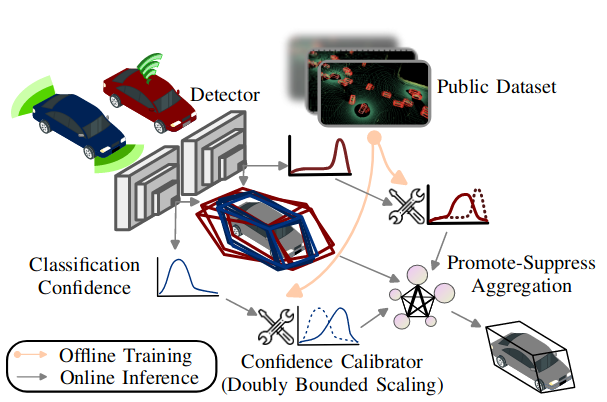 Detector
Public Dataset
Classification
Confidence
Promote-Suppress
Aggregation
Confidence Calibrator
(Doubly Bounded Scaling)
Offline Training
Online Inference